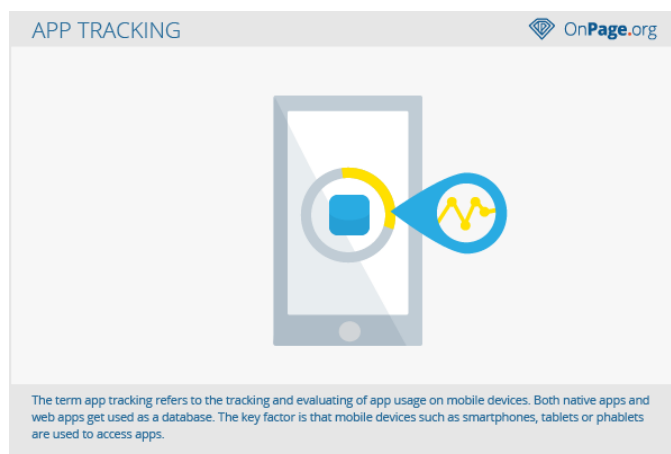 APP TRACKING
OnPage.org
The term app tracking refers to the tracking and evaluating of app usage on mobile devices. Both native apps and
web apps get used as a database. The key factor is that mobile devices such as smartphones, tablets or phablets
are used to access apps.